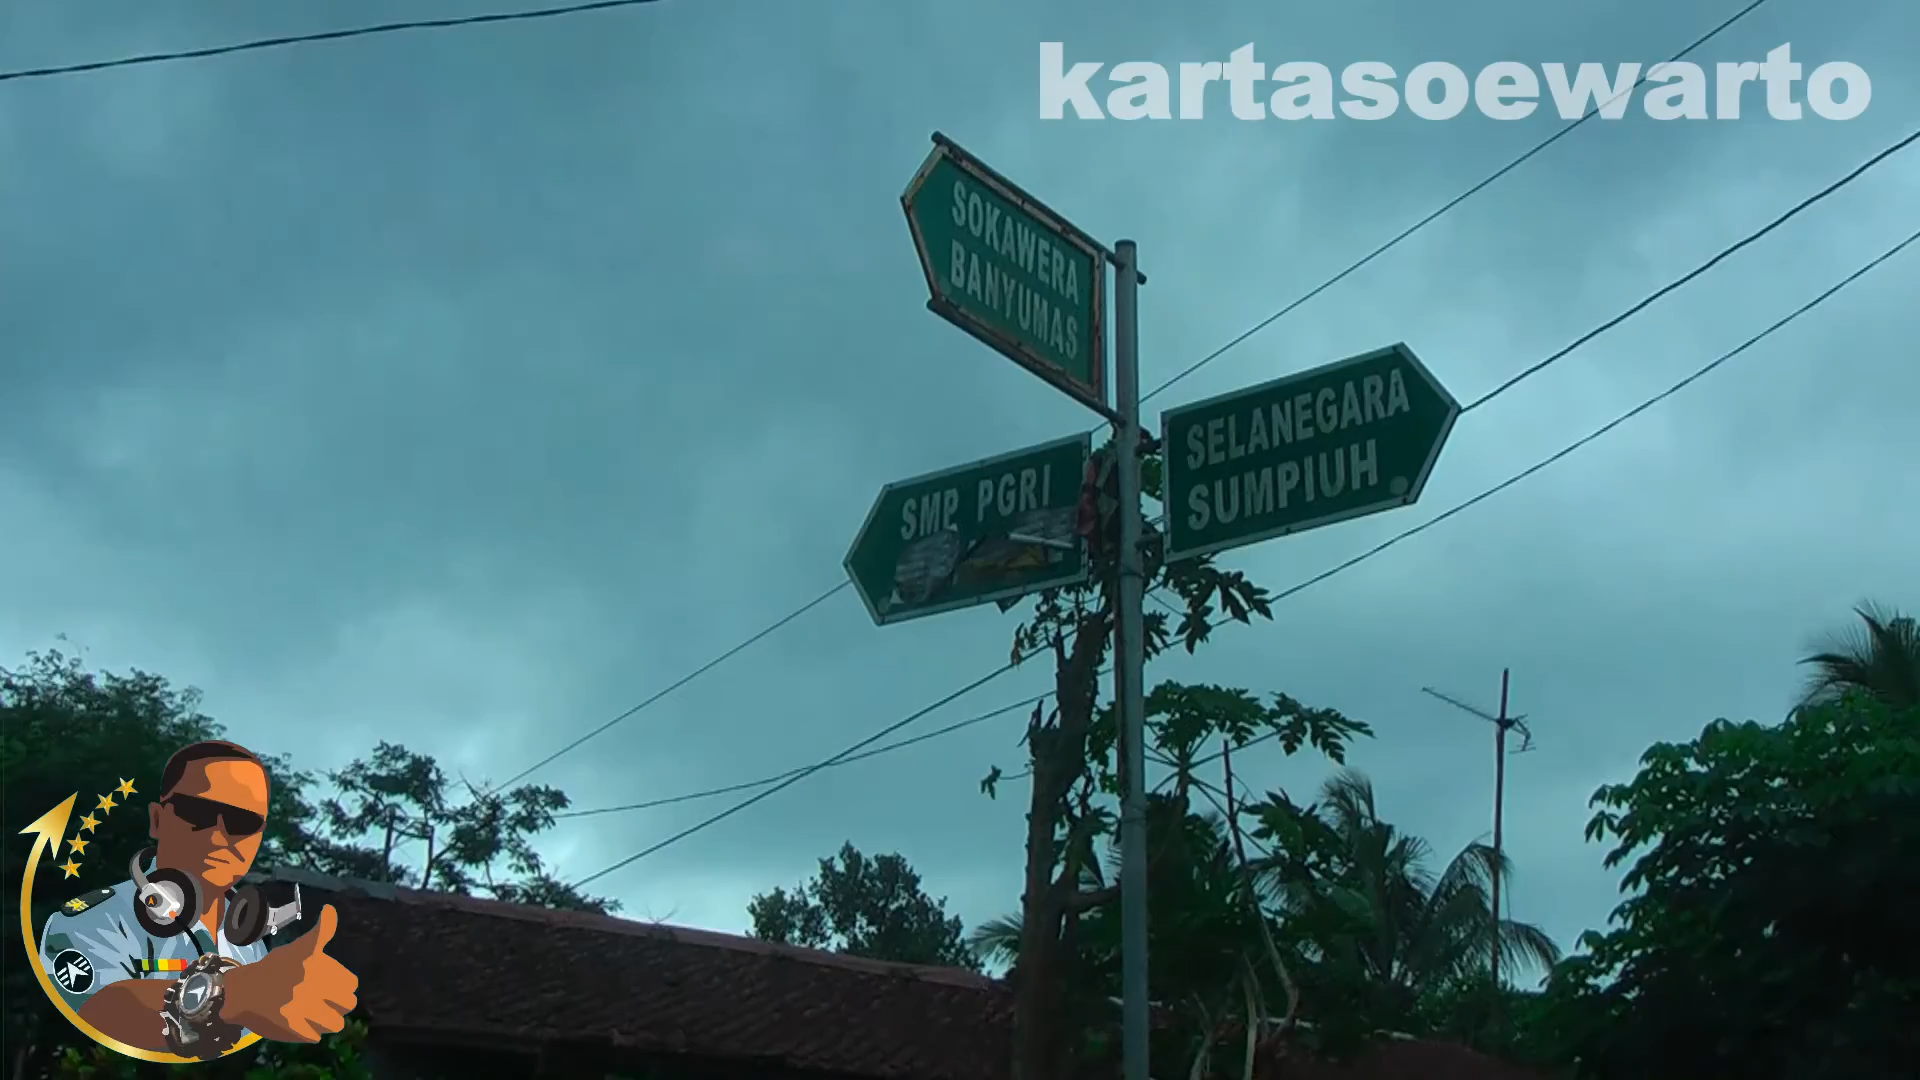 kartasoewarto
SOKAWERA
BANYUMAS
SELANEGARA
SUMPIUH
SMP PGRI